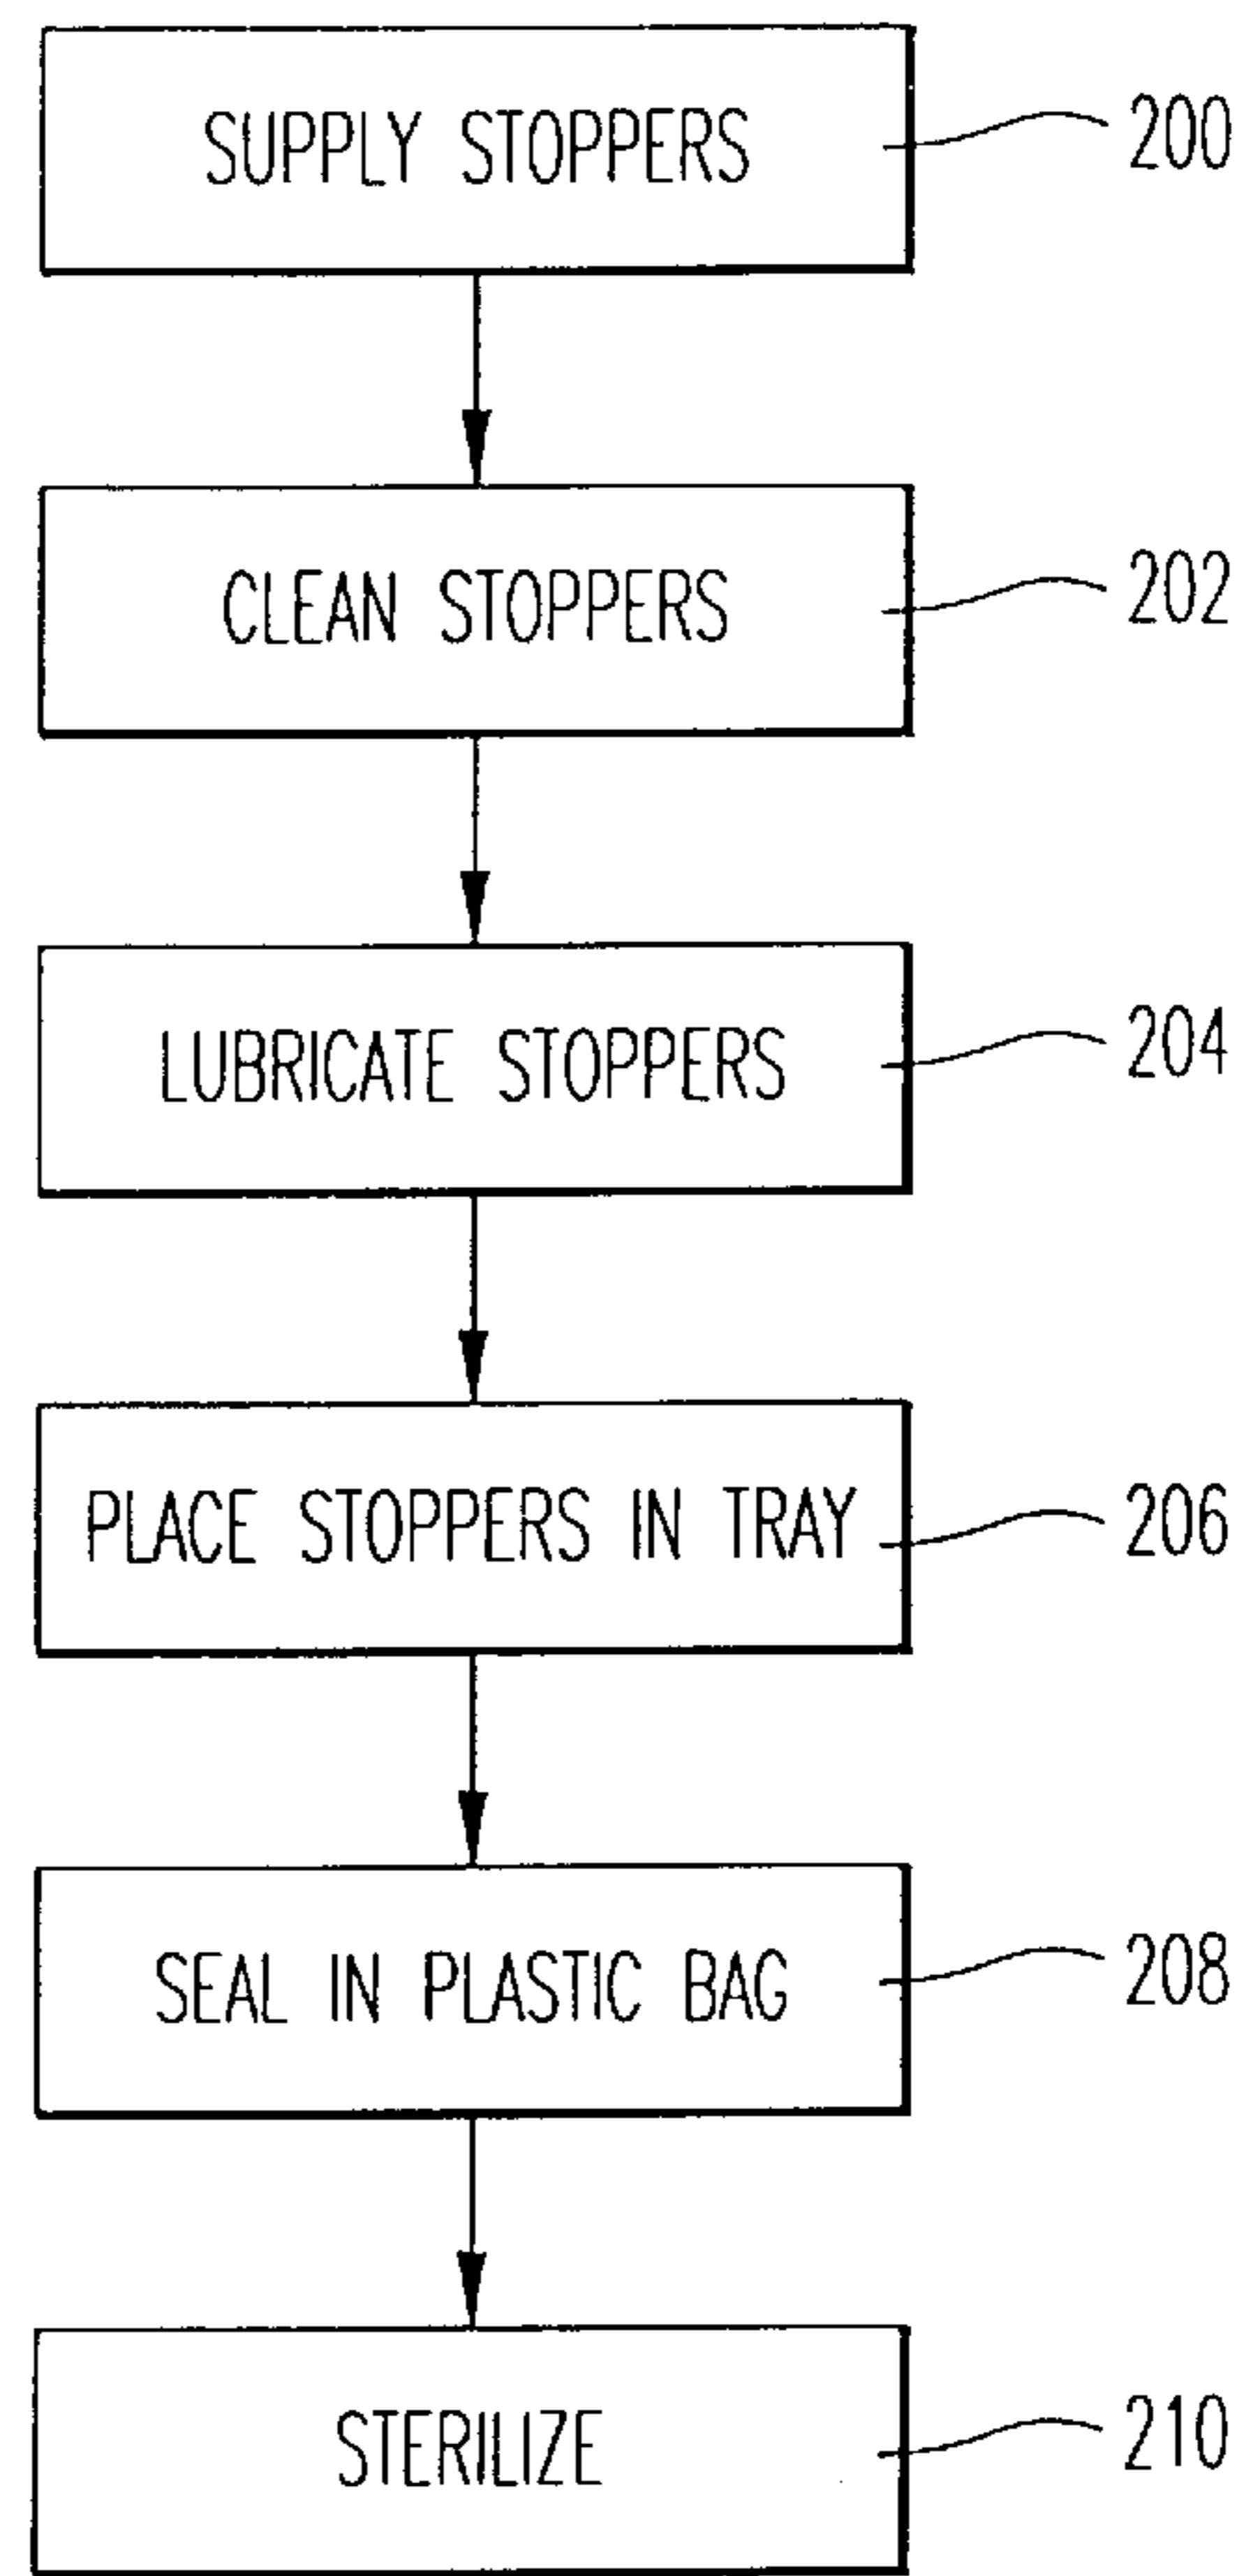 SUPPLY STOPPERS 200
CLEAN STOPPERS 202
LUBRICATE STOPPERS 204
PLACE STOPPERS IN TRAY 206
SEAL IN PLASTIC BAG 208
STERILIZE 210